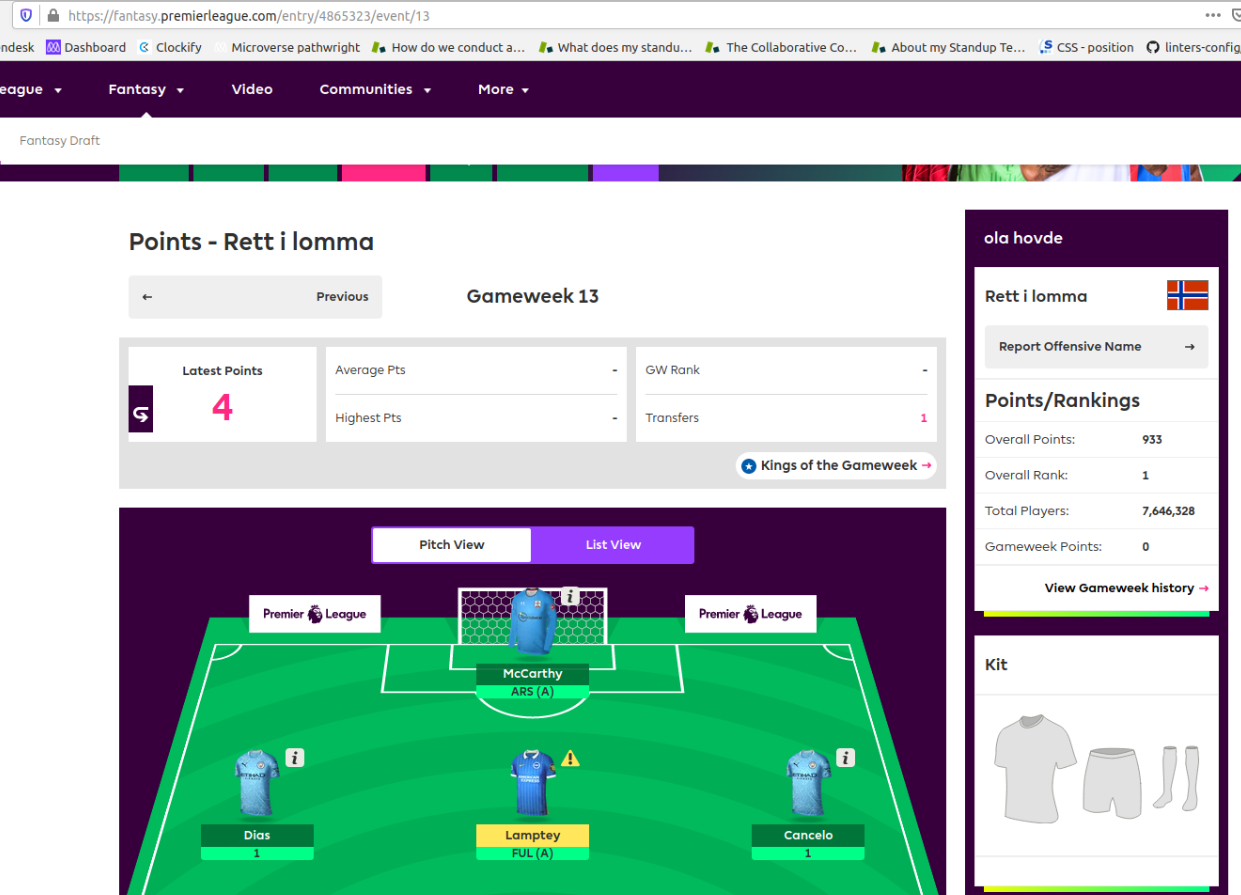 https://fantasy.premierleague.com/entry/4865323/event/13
ndesk Dashboard Clockify Microverse pathwright How do we conduct a... What does my standu... The Collaborative Co... About my Standup Te... CSS - position linters-config
eague Fantasy Video Communities More
Fantasy Draft
Points - Rett i lomma
← Previous
Gameweek 13
Latest Points
4
Average Pts -
Highest Pts -
GW Rank -
Transfers 1
Kings of the Gameweek →
Pitch View
List View
Premier League
Premier League
McCarthy
ARS (A)
Dias
1
Lamptey
FUL (A)
Cancelo
1
ola hovde
Rett i lomma
Report Offensive Name →
Points/Rankings
Overall Points: 933
Overall Rank: 1
Total Players: 7,646,328
Gameweek Points: 0
View Gameweek history →
Kit